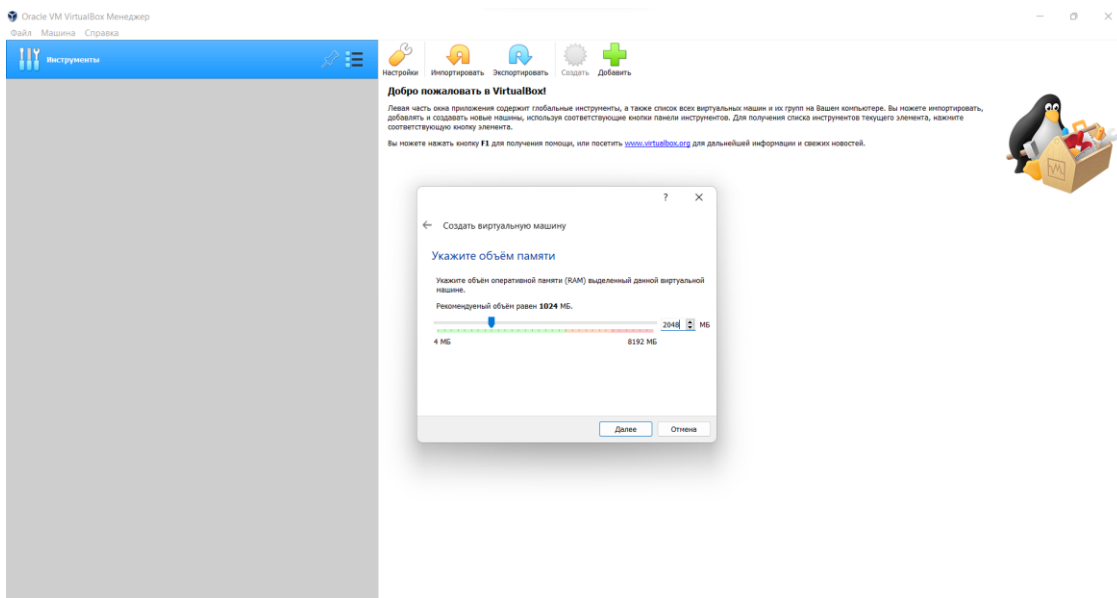 Oracle VM VirtualBox Менеджер
Файл Машина Справка
Инструменты
Настройки Импортировать Экспортировать Создать Добавить
Добро пожаловать в VirtualBox!
Левая часть окна приложения содержит глобальные инструменты, а также список всех виртуальных машин и их групп на Вашем компьютере. Вы можете импортировать,
добавлять и создавать новые машины, используя соответствующие кнопки панели инструментов. Для получения списка инструментов текущего элемента, нажмите
соответствующую кнопку элемента.
Вы можете нажать кнопку F1 для получения помощи, или посетить www.virtualbox.org для дальнейшей информации и свежих новостей.
?
Создать виртуальную машину
Укажите объём памяти
Укажите объём оперативной памяти (RAM) выделенный данной виртуальной
машине.
Рекомендуемый объём равен 1024 МБ.
2048 МБ
4 МБ 8192 МБ
Далее Отмена